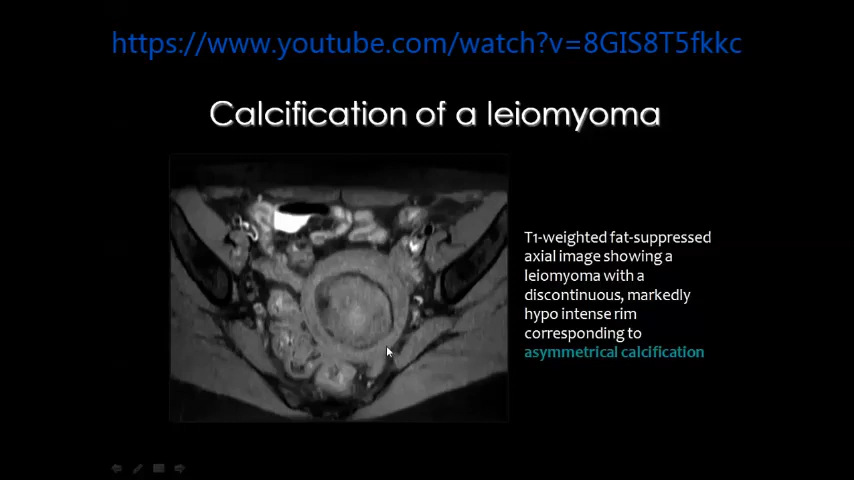 https://www.youtube.com/watch?v=8GIS8T5fkkc
Calcification of a leiomyoma
T1-weighted fat-suppressed
axial image showing a
leiomyoma with a
discontinuous, markedly
hypo intense rim
corresponding to
asymmetrical calcification